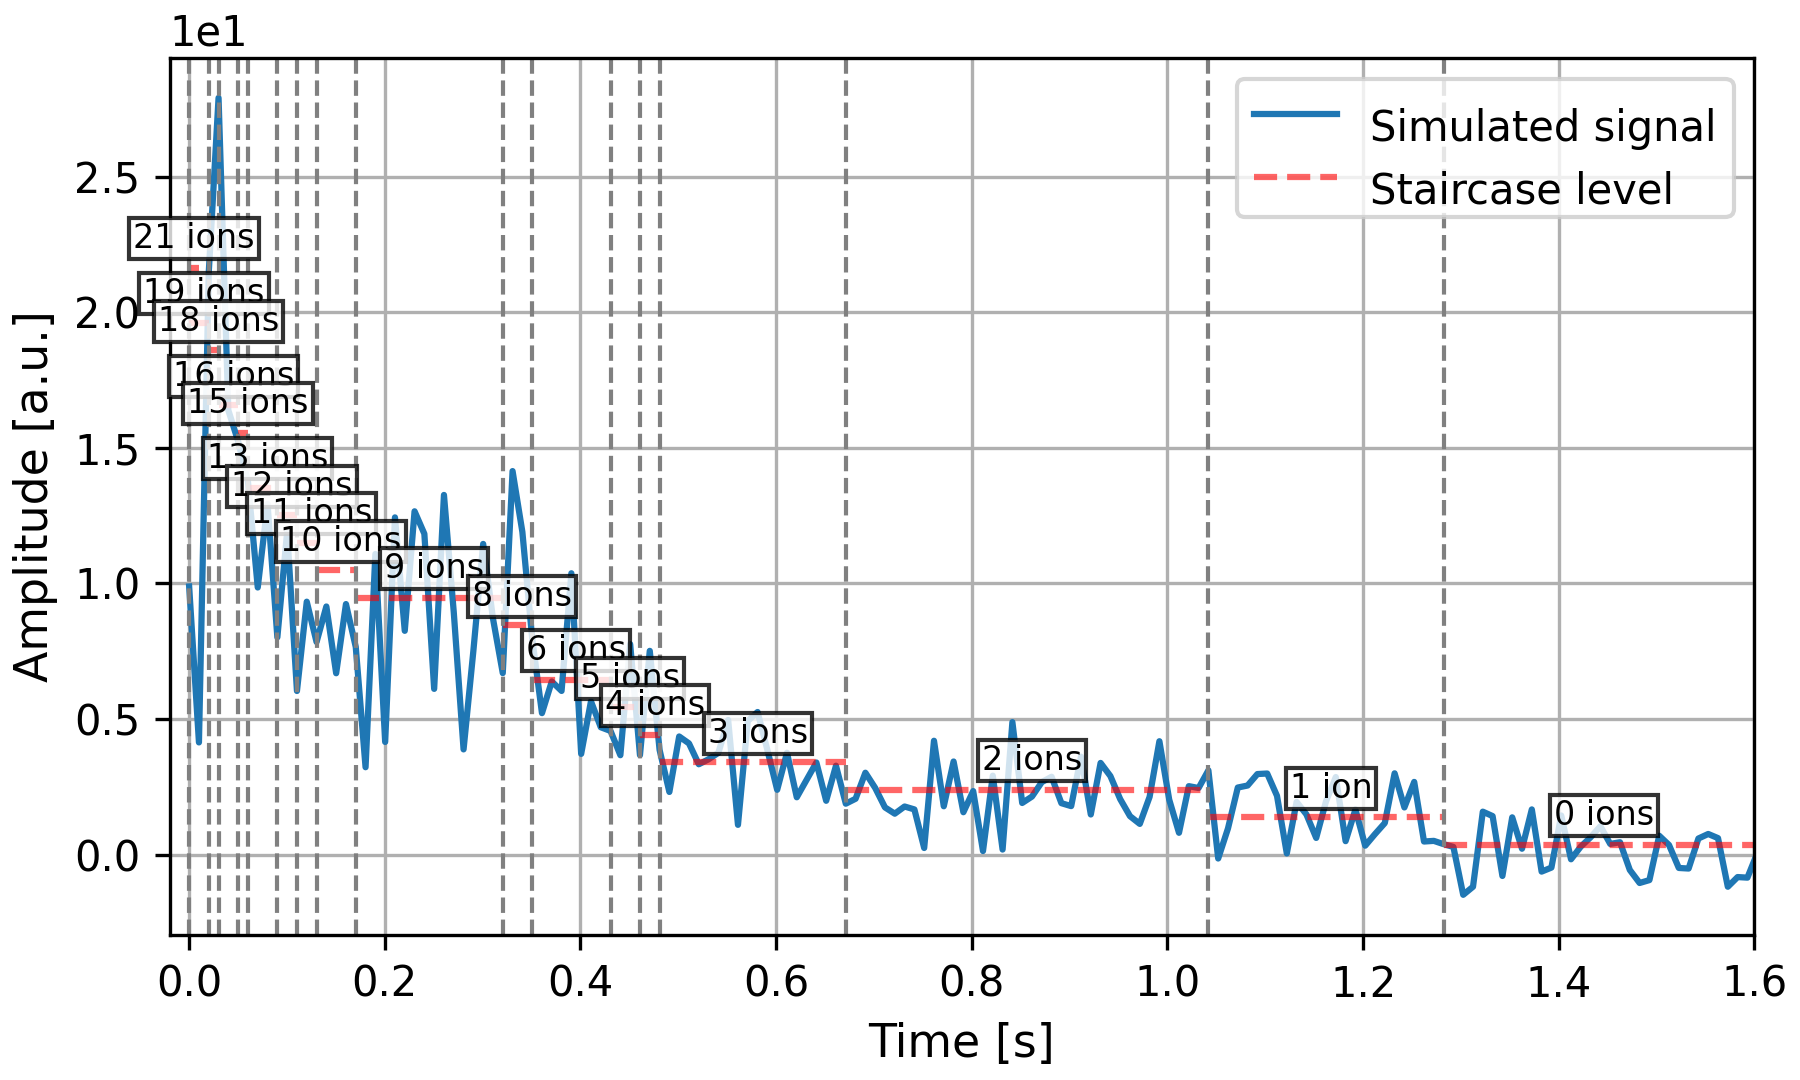 1e1
Simulated signal
Staircase level
21 ions
19 ions
18 ions
16 ions
15 ions
13 ions
12 ions
11 ions
10 ions
9 ions
8 ions
6 ions
5 ions
4 ions
3 ions
2 ions
1 ion
0 ions
2.5
2.0
1.5
1.0
0.5
0.0
Amplitude [a.u.]
0.0 0.2 0.4 0.6 0.8 1.0 1.2 1.4 1.6
Time [s]